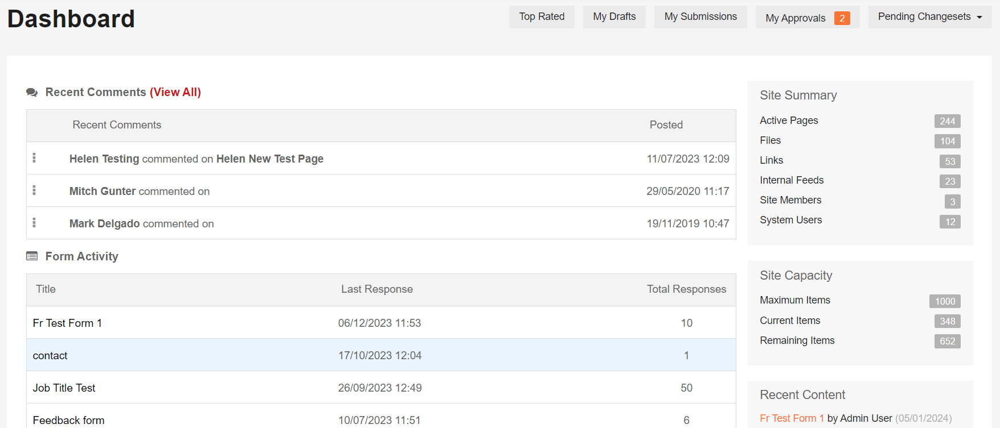 Dashboard
Top Rated
My Drafts
My Submissions
My Approvals 2
Pending Changesets
Recent Comments (View All)
Recent Comments Posted
Helen Testing commented on Helen New Test Page 11/07/2023 12:09
Mitch Gunter commented on 29/05/2020 11:17
Mark Delgado commented on 19/11/2019 10:47
Form Activity
Title Last Response Total Responses
Fr Test Form 1 06/12/2023 11:53 10
contact 17/10/2023 12:04 1
Job Title Test 26/09/2023 12:49 50
Feedback form 10/07/2023 11:51 6
Site Summary
Active Pages 244
Files 104
Links 53
Internal Feeds 23
Site Members 3
System Users 12
Site Capacity
Maximum Items 1000
Current Items 348
Remaining Items 652
Recent Content
Fr Test Form 1 by Admin User (05/01/2024)